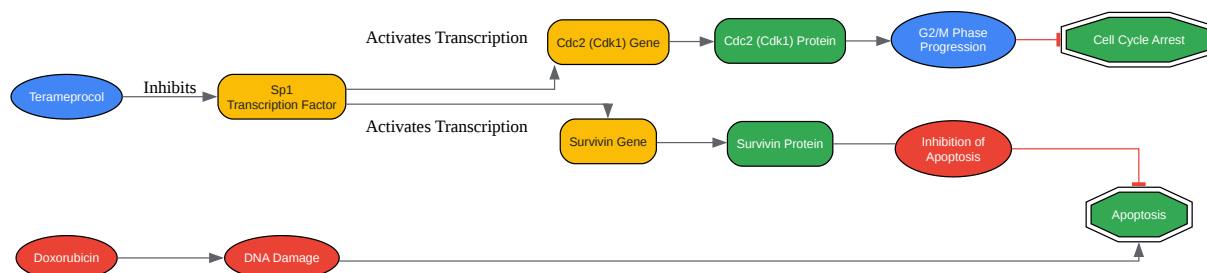 Activates Transcription
Cdc2 (Cdk1) Gene
Cdc2 (Cdk1) Protein
G2/M Phase
Progression
Cell Cycle Arrest
Terameprocol
Inhibits
Sp1
Transcription Factor
Activates Transcription
Survivin Gene
Survivin Protein
Inhibition of
Apoptosis
Apoptosis
Doxorubicin
DNA Damage